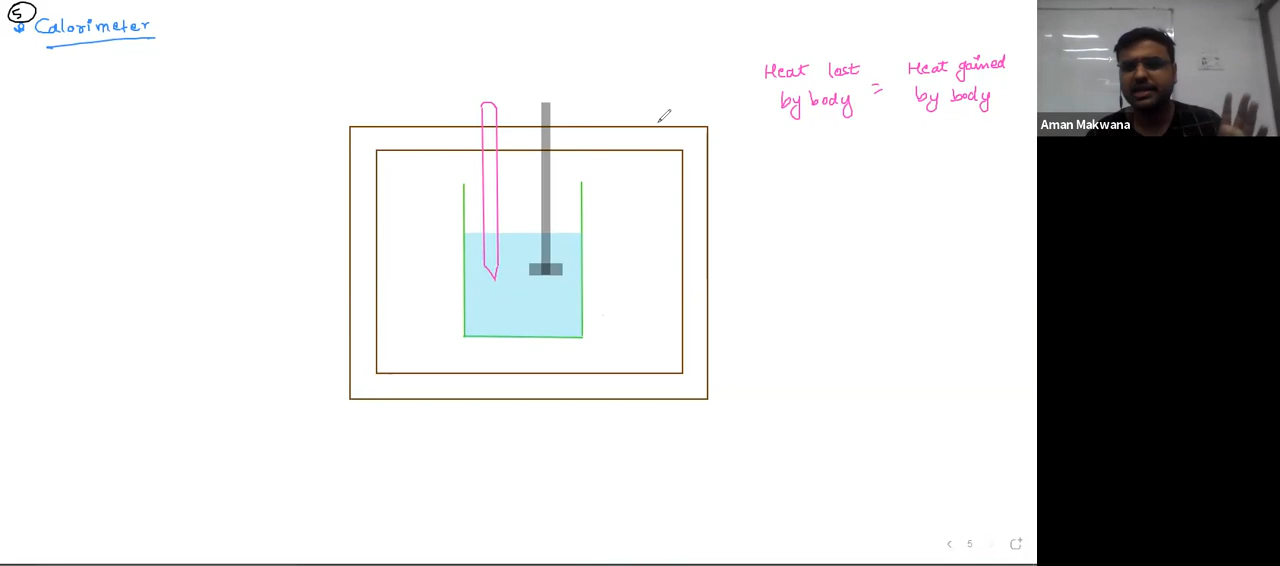 5
Calorimeter
Heat lost = Heat gained
by body by body
Aman Makwana
5